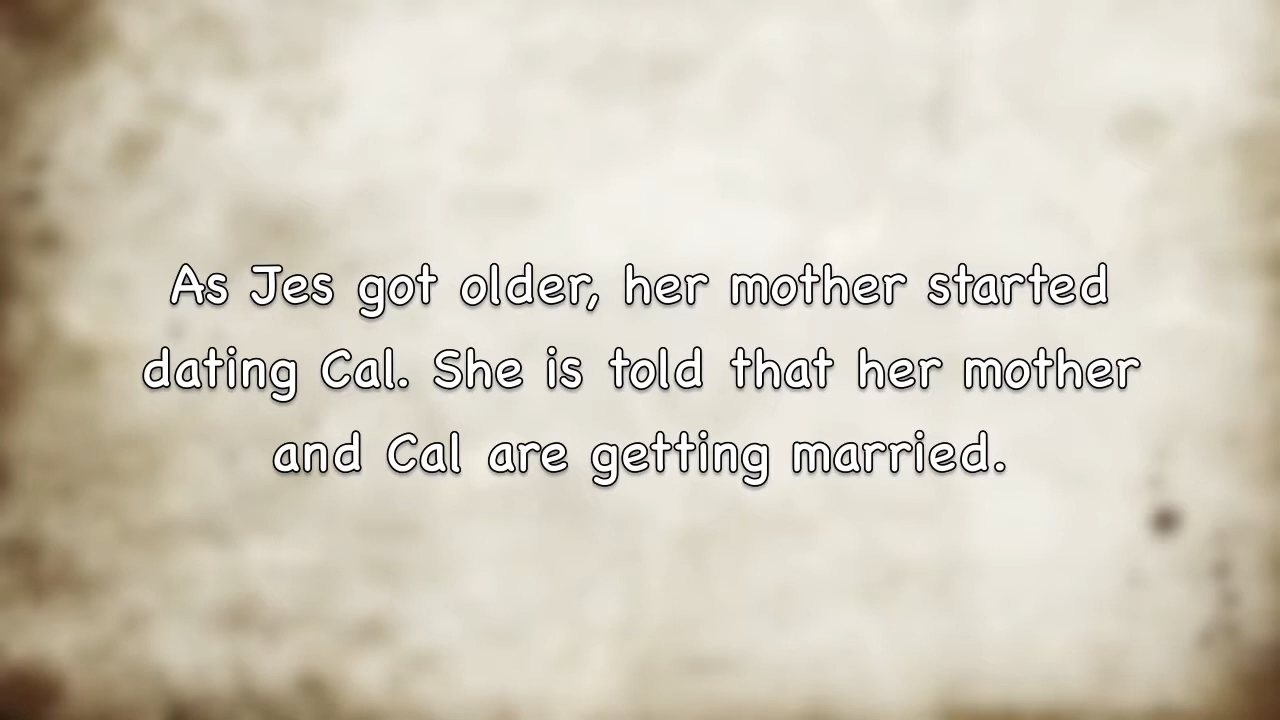 As Jes got older, her mother started
dating Cal. She is told that her mother
and Cal are getting married.